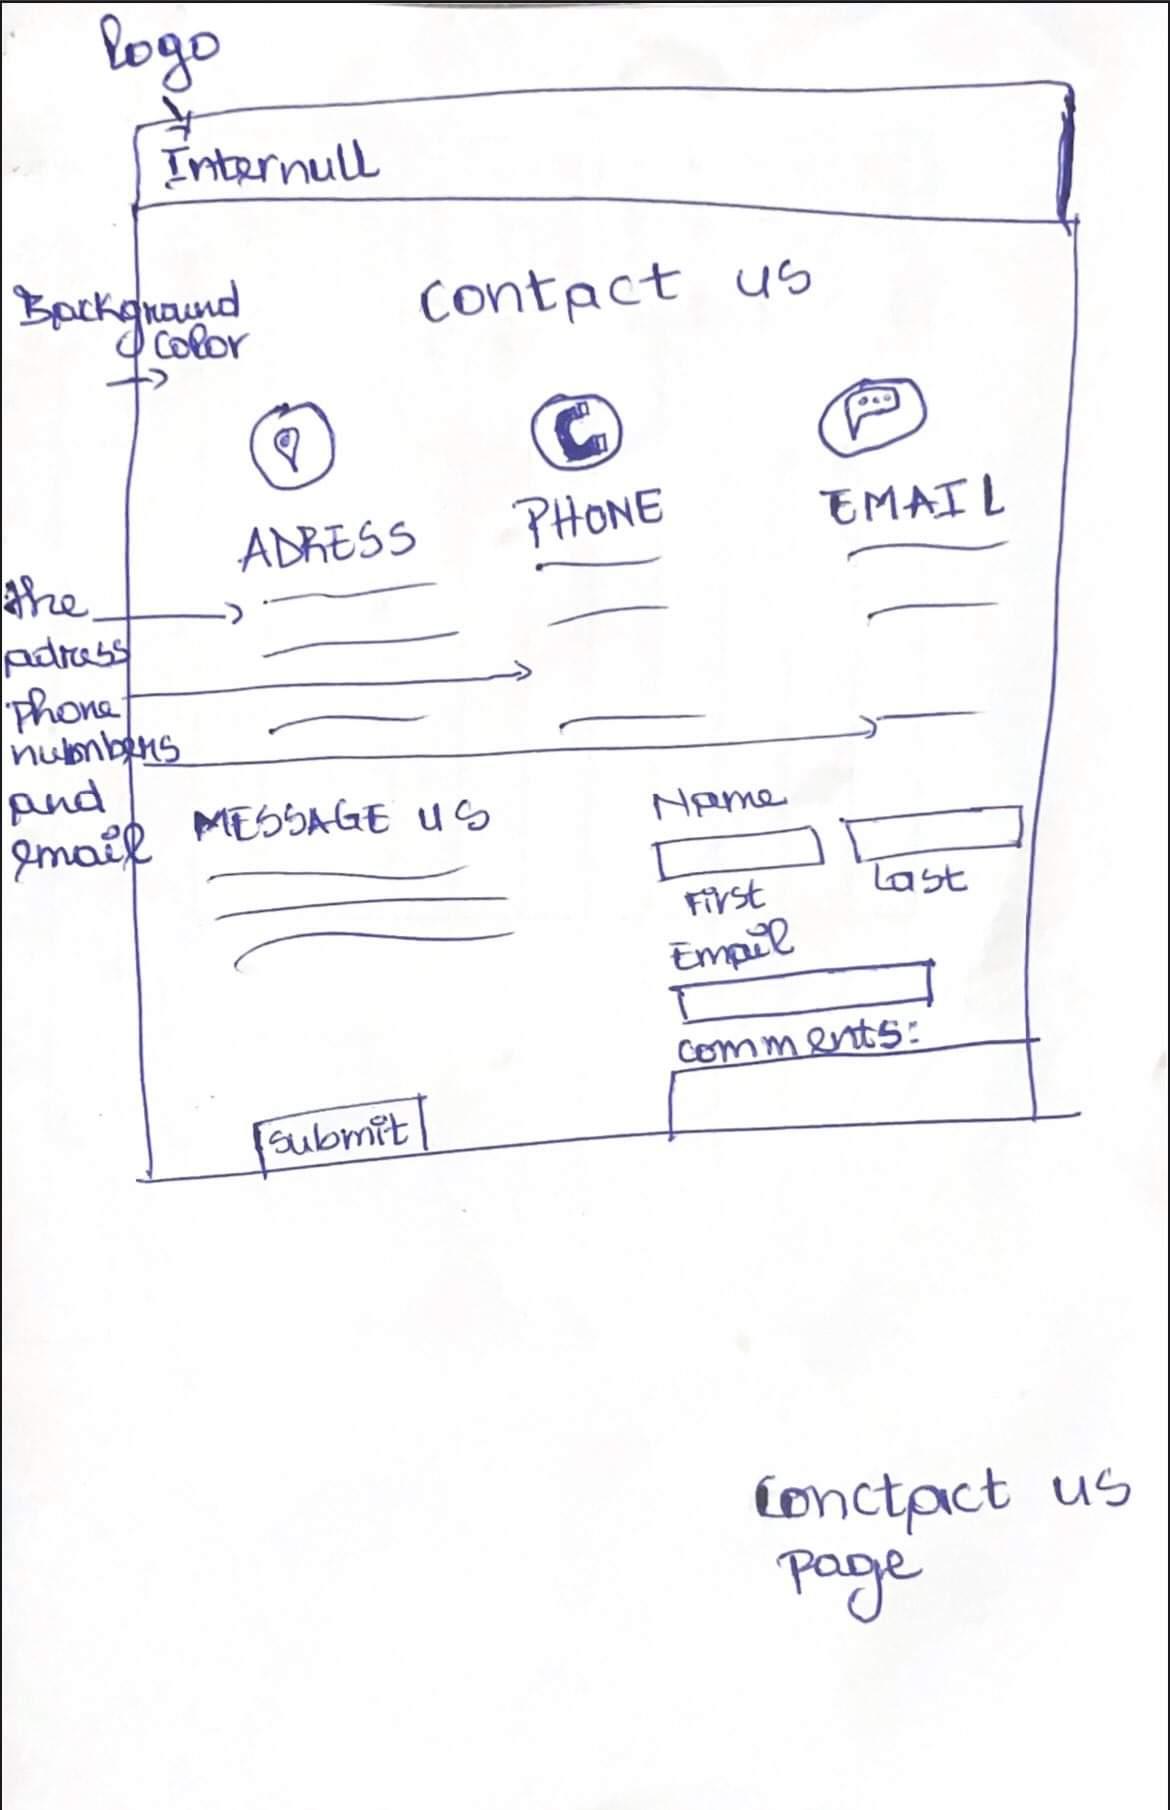 Logo
Internull
contact us
Background
color
ADRESS
PHONE
EMAIL
the
adress
Phone
nubmbers
and
email
MESSAGE US
Name
First
Last
Email
comments:
submit
conctact us
page